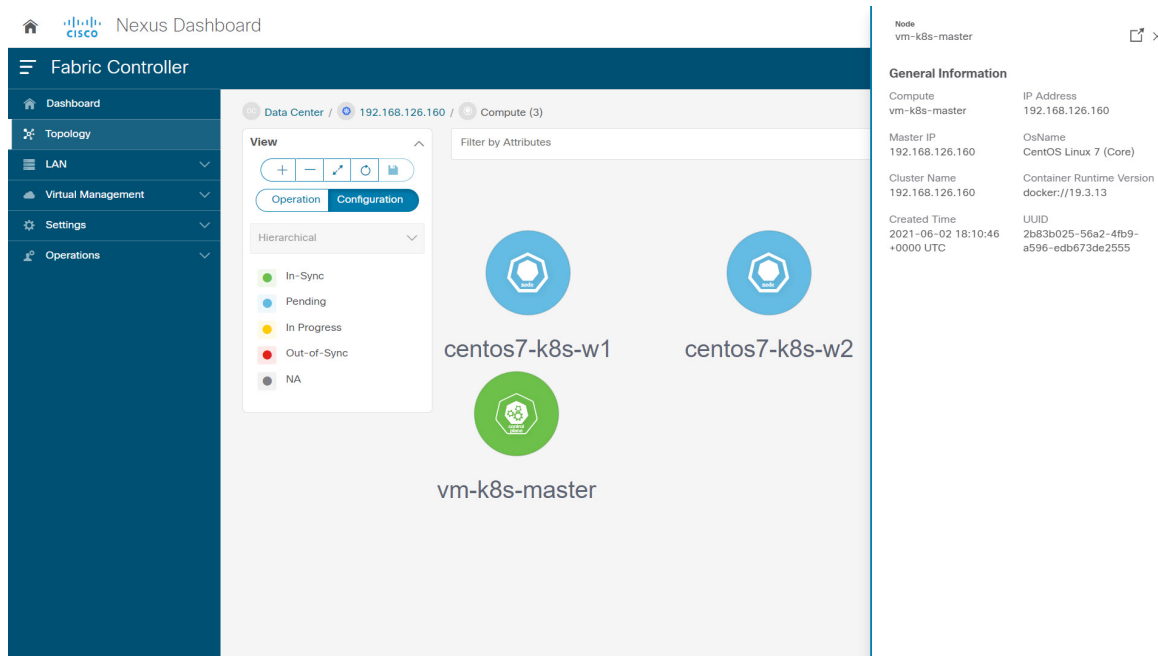 CISCO Nexus Dashboard
Fabric Controller
Dashboard
Topology
LAN
Virtual Management
Settings
Operations
Data Center / 192.168.126.160 / Compute (3)
View
Operation Configuration
Hierarchical
In-Sync
Pending
In Progress
Out-of-Sync
NA
Filter by Attributes
node
node
centos7-k8s-w1 centos7-k8s-w2
control
plane
vm-k8s-master
Node
vm-k8s-master
General Information
Compute
vm-k8s-master
IP Address
192.168.126.160
Master IP
192.168.126.160
OsName
CentOS Linux 7 (Core)
Cluster Name
192.168.126.160
Container Runtime Version
docker://19.3.13
Created Time
2021-06-02 18:10:46
+0000 UTC
UUID
2b83b025-56a2-4fb9-
a596-edb673de2555